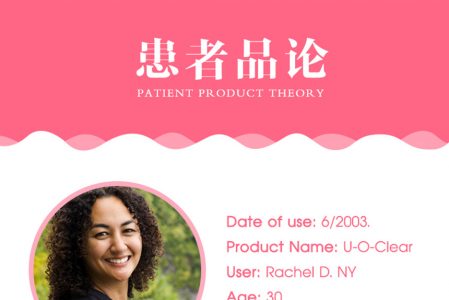 患者品论
PATIENT PRODUCT THEORY
Date of use: 6/2003.
Product Name: U-O-Clear
User: Rachel D. NY
Age: 30